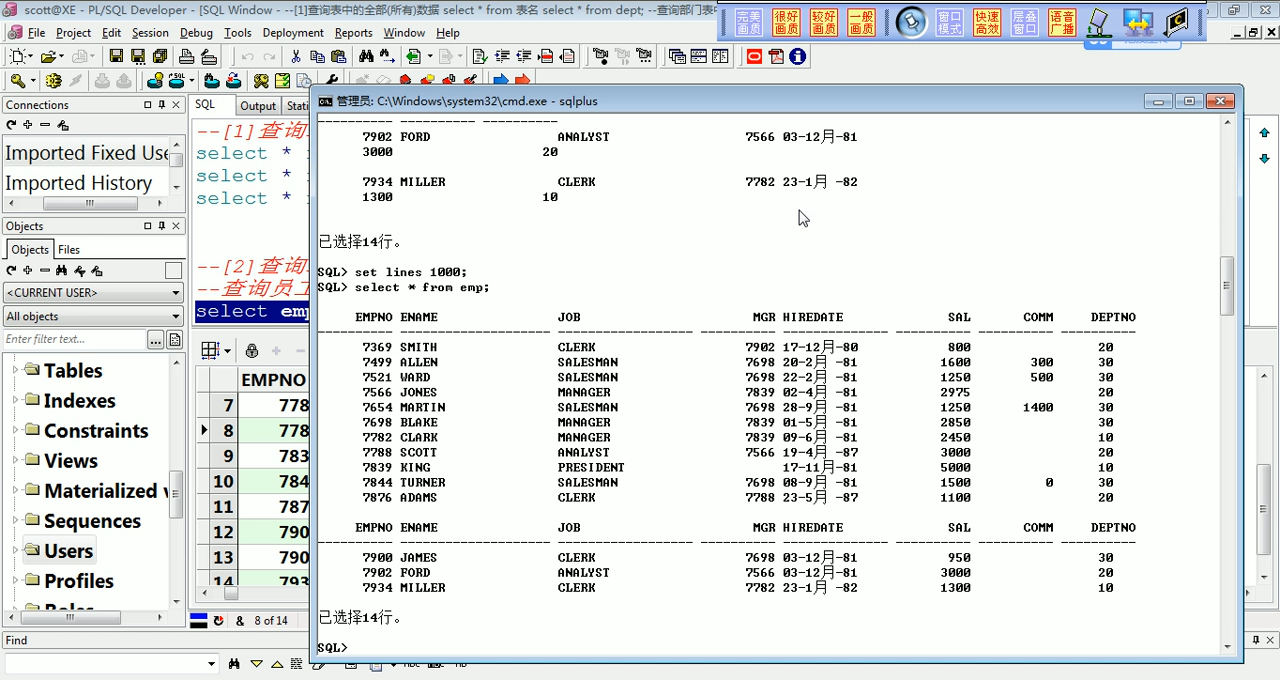 scott@XE - PL/SQL Developer - [SQL Window - --[1]查询表中的全部(所有)数据 select * from 表名 select * from dept; --查询部门表
完美画质 很好画质 较好画质 一般画质 窗口模式 快速高效 层叠窗口 语音广播
File Project Edit Session Debug Tools Deployment Reports Window Help
Connections
Imported Fixed Use
Imported History
Objects
Objects Files
<CURRENT USER>
All objects
Enter filter text...
Tables
Indexes
Constraints
Views
Materialized v
Sequences
Users
Profiles
Find
SQL Output Stati
--[1]查询
select *
select *
select *
--[2]查询
--查询员工
select emp
EMPNO
7 778
8 778
9 783
10 784
11 787
12 790
13 790
14 793
& 8 of 14
管理员: C:\Windows\system32\cmd.exe - sqlplus
---------- ---------- ----------
7902 FORD ANALYST 7566 03-12月-81
3000 20
7934 MILLER CLERK 7782 23-1月 -82
1300 10
已选择14行。
SQL> set lines 1000;
SQL> select * from emp;
EMPNO ENAME JOB MGR HIREDATE SAL COMM DEPTNO
7369 SMITH CLERK 7902 17-12月-80 800 20
7499 ALLEN SALESMAN 7698 20-2月 -81 1600 300 30
7521 WARD SALESMAN 7698 22-2月 -81 1250 500 30
7566 JONES MANAGER 7839 02-4月 -81 2975 20
7654 MARTIN SALESMAN 7698 28-9月 -81 1250 1400 30
7698 BLAKE MANAGER 7839 01-5月 -81 2850 30
7782 CLARK MANAGER 7839 09-6月 -81 2450 10
7788 SCOTT ANALYST 7566 19-4月 -87 3000 20
7839 KING PRESIDENT 17-11月-81 5000 10
7844 TURNER SALESMAN 7698 08-9月 -81 1500 0 30
7876 ADAMS CLERK 7788 23-5月 -87 1100 20
EMPNO ENAME JOB MGR HIREDATE SAL COMM DEPTNO
7900 JAMES CLERK 7698 03-12月-81 950 30
7902 FORD ANALYST 7566 03-12月-81 3000 20
7934 MILLER CLERK 7782 23-1月 -82 1300 10
已选择14行。
SQL>